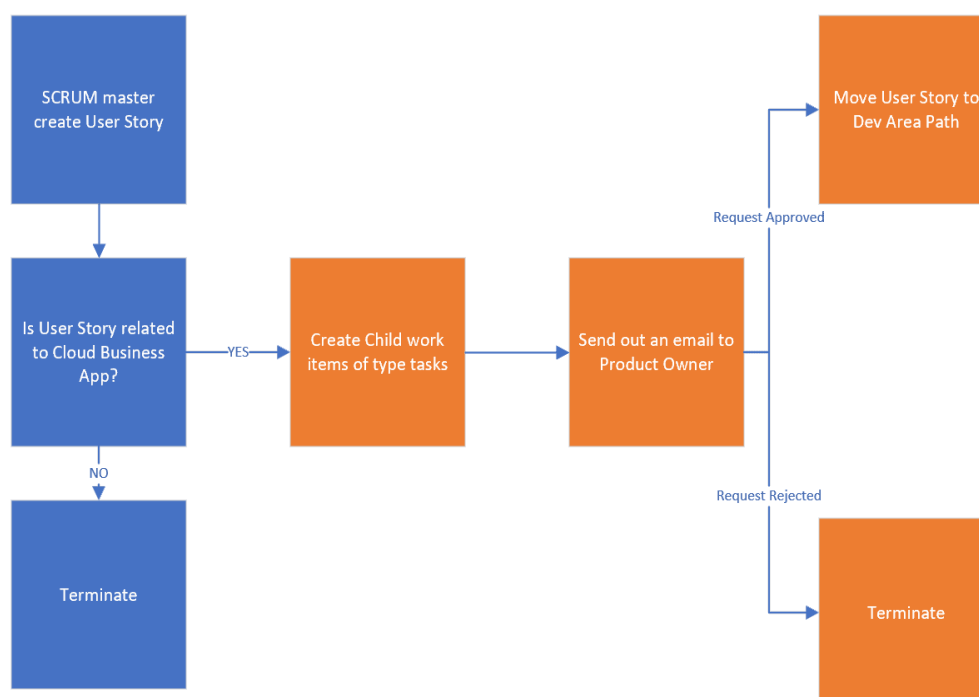 SCRUM master
create User Story
Move User Story to
Dev Area Path
Request Approved
Is User Story related
to Cloud Business
App?
YES
Create Child work
items of type tasks
Send out an email to
Product Owner
NO
Request Rejected
Terminate
Terminate